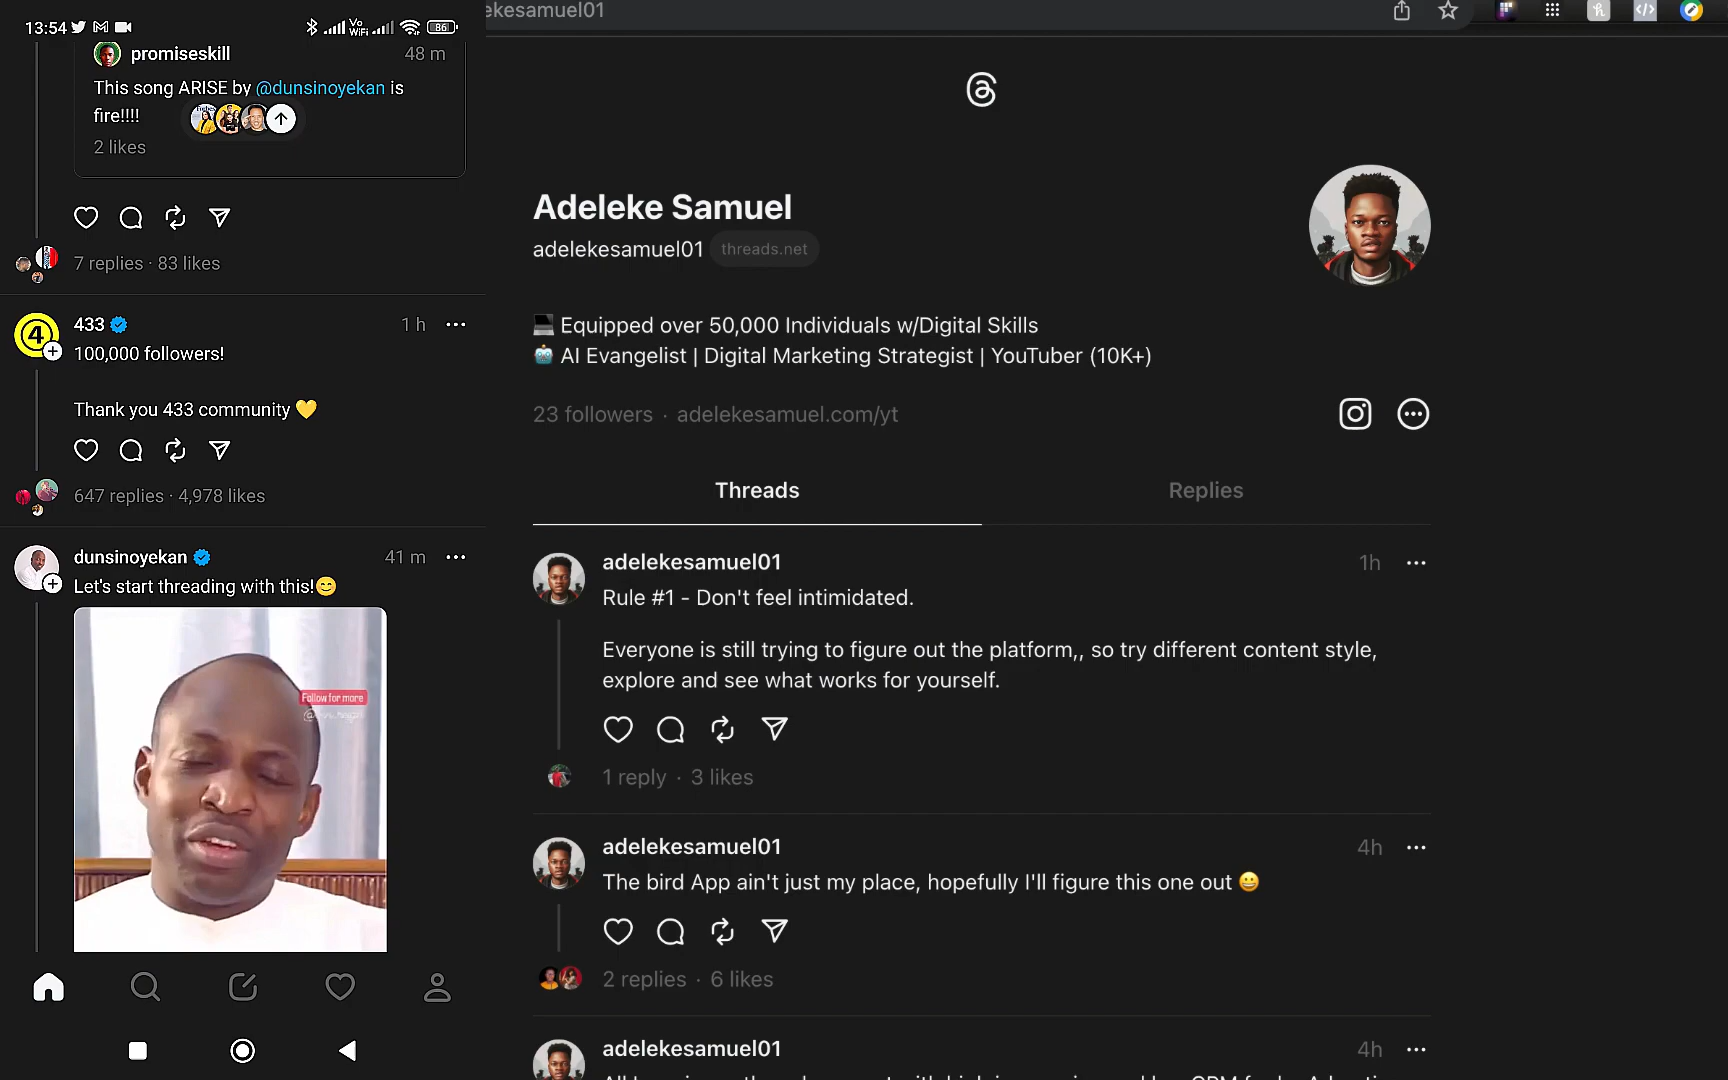 13:54
Vo
WiFi
86
promiseskill
48 m
This song ARISE by @dunsinoyekan is
fire!!!!
2 likes
7 replies · 83 likes
433
1 h
100,000 followers!
Thank you 433 community 💛
647 replies · 4,978 likes
dunsinoyekan
41 m
Let's start threading with this!😊
Follow for more
ekesamuel01
Adeleke Samuel
adelekesamuel01 threads.net
💻 Equipped over 50,000 Individuals w/Digital Skills
🤖 AI Evangelist | Digital Marketing Strategist | YouTuber (10K+)
23 followers · adelekesamuel.com/yt
Threads
Replies
adelekesamuel01
1h
Rule #1 - Don't feel intimidated.
Everyone is still trying to figure out the platform,, so try different content style,
explore and see what works for yourself.
1 reply · 3 likes
adelekesamuel01
4h
The bird App ain't just my place, hopefully I'll figure this one out 😀
2 replies · 6 likes
adelekesamuel01
4h